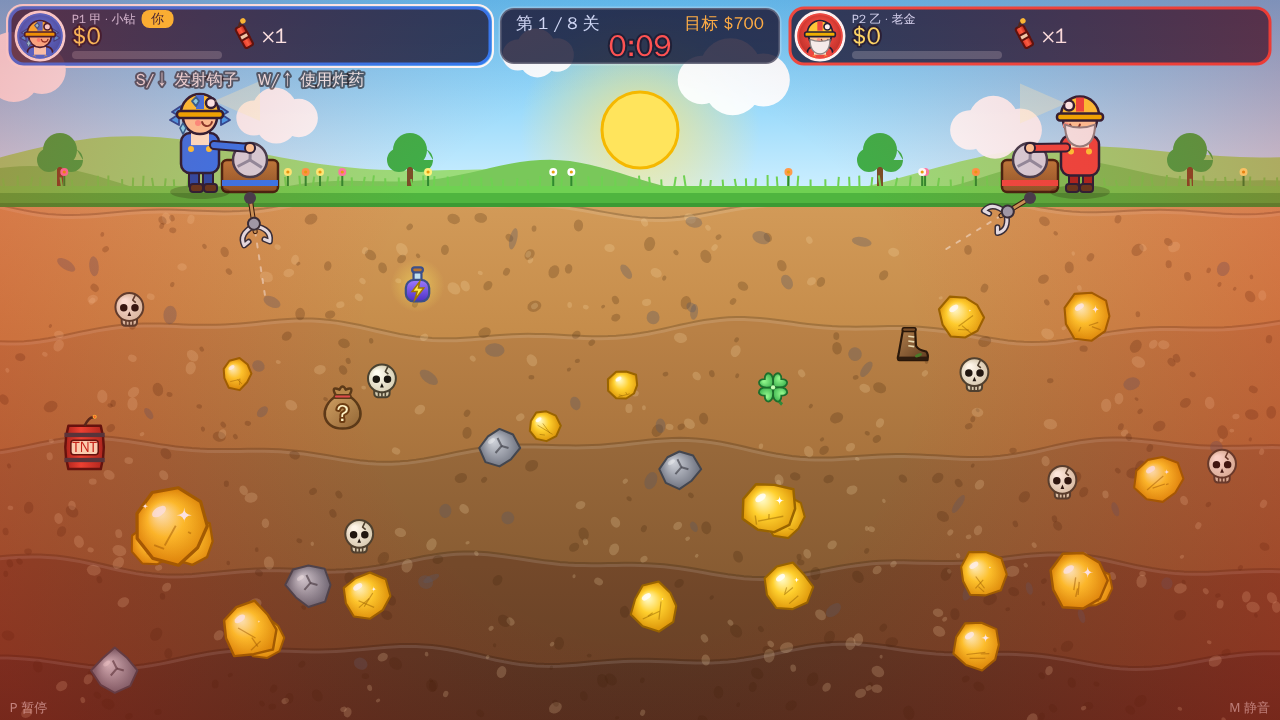 P1 甲 · 小钻 你
$0
×1
第 1 / 8 关
目标 $700
0:09
P2 乙 · 老金
$0
×1
S/↓ 发射钩子 W/↑ 使用炸药
?
TNT
P 暂停
M 静音